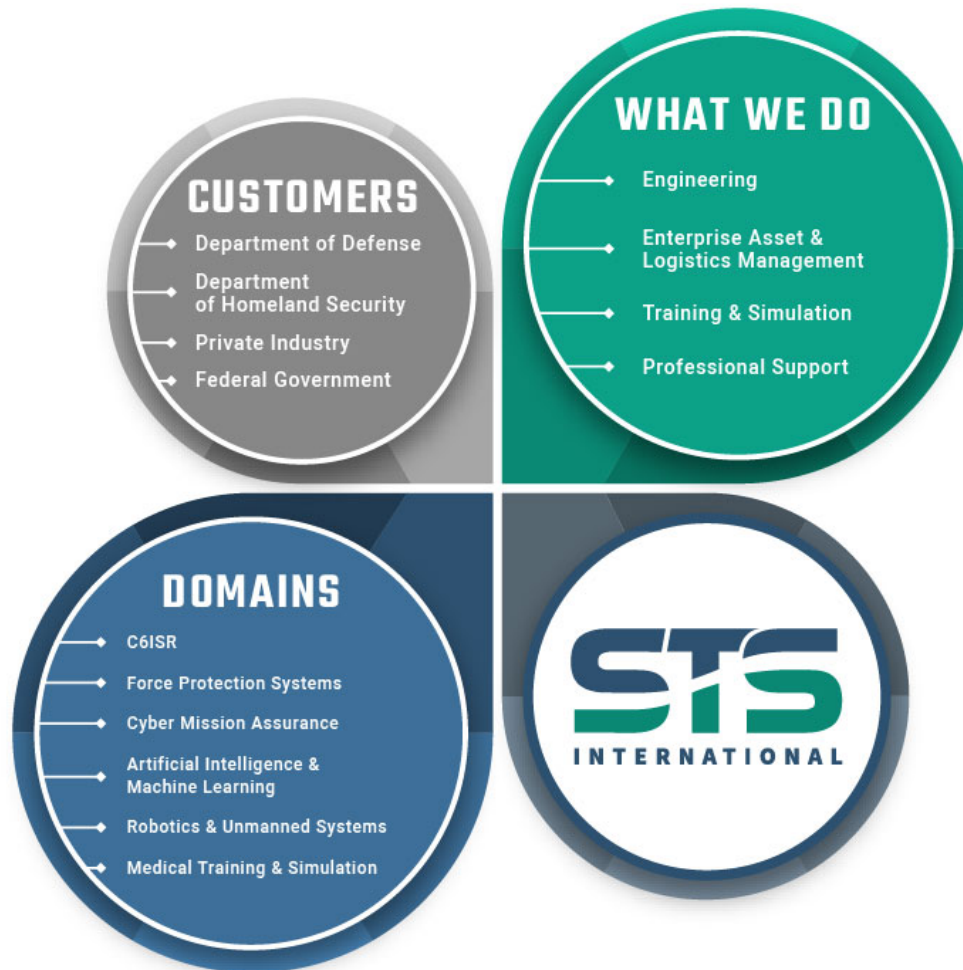 CUSTOMERS
Department of Defense
Department
of Homeland Security
Private Industry
Federal Government
WHAT WE DO
Engineering
Enterprise Asset &
Logistics Management
Training & Simulation
Professional Support
DOMAINS
C6ISR
Force Protection Systems
Cyber Mission Assurance
Artificial Intelligence &
Machine Learning
Robotics & Unmanned Systems
Medical Training & Simulation
STS
INTERNATIONAL